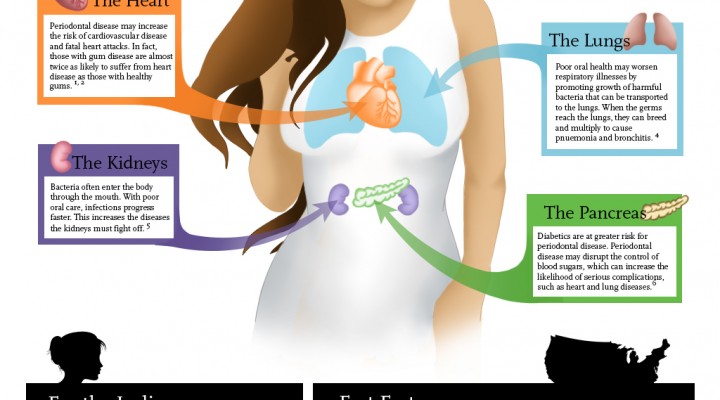 The Heart
Periodontal disease may increase
the risk of cardiovascular disease
and fatal heart attacks. In fact,
those with gum disease are almost
twice as likely to suffer from heart
disease as those with healthy
gums. 1, 2
The Lungs
Poor oral health may worsen
respiratory illnesses by
promoting growth of harmful
bacteria that can be transported
to the lungs. When the germs
reach the lungs, they can breed
and multiply to cause
pnuemonia and bronchitis. 4
The Kidneys
Bacteria often enter the body
through the mouth. With poor
oral care, infections progress
faster. This increases the diseases
the kidneys must fight off. 5
The Pancreas
Diabetics are at greater risk for
periodontal disease. Periodontal
disease may disrupt the control of
blood sugars, which can increase the
likelihood of serious complications,
such as heart and lung diseases. 6